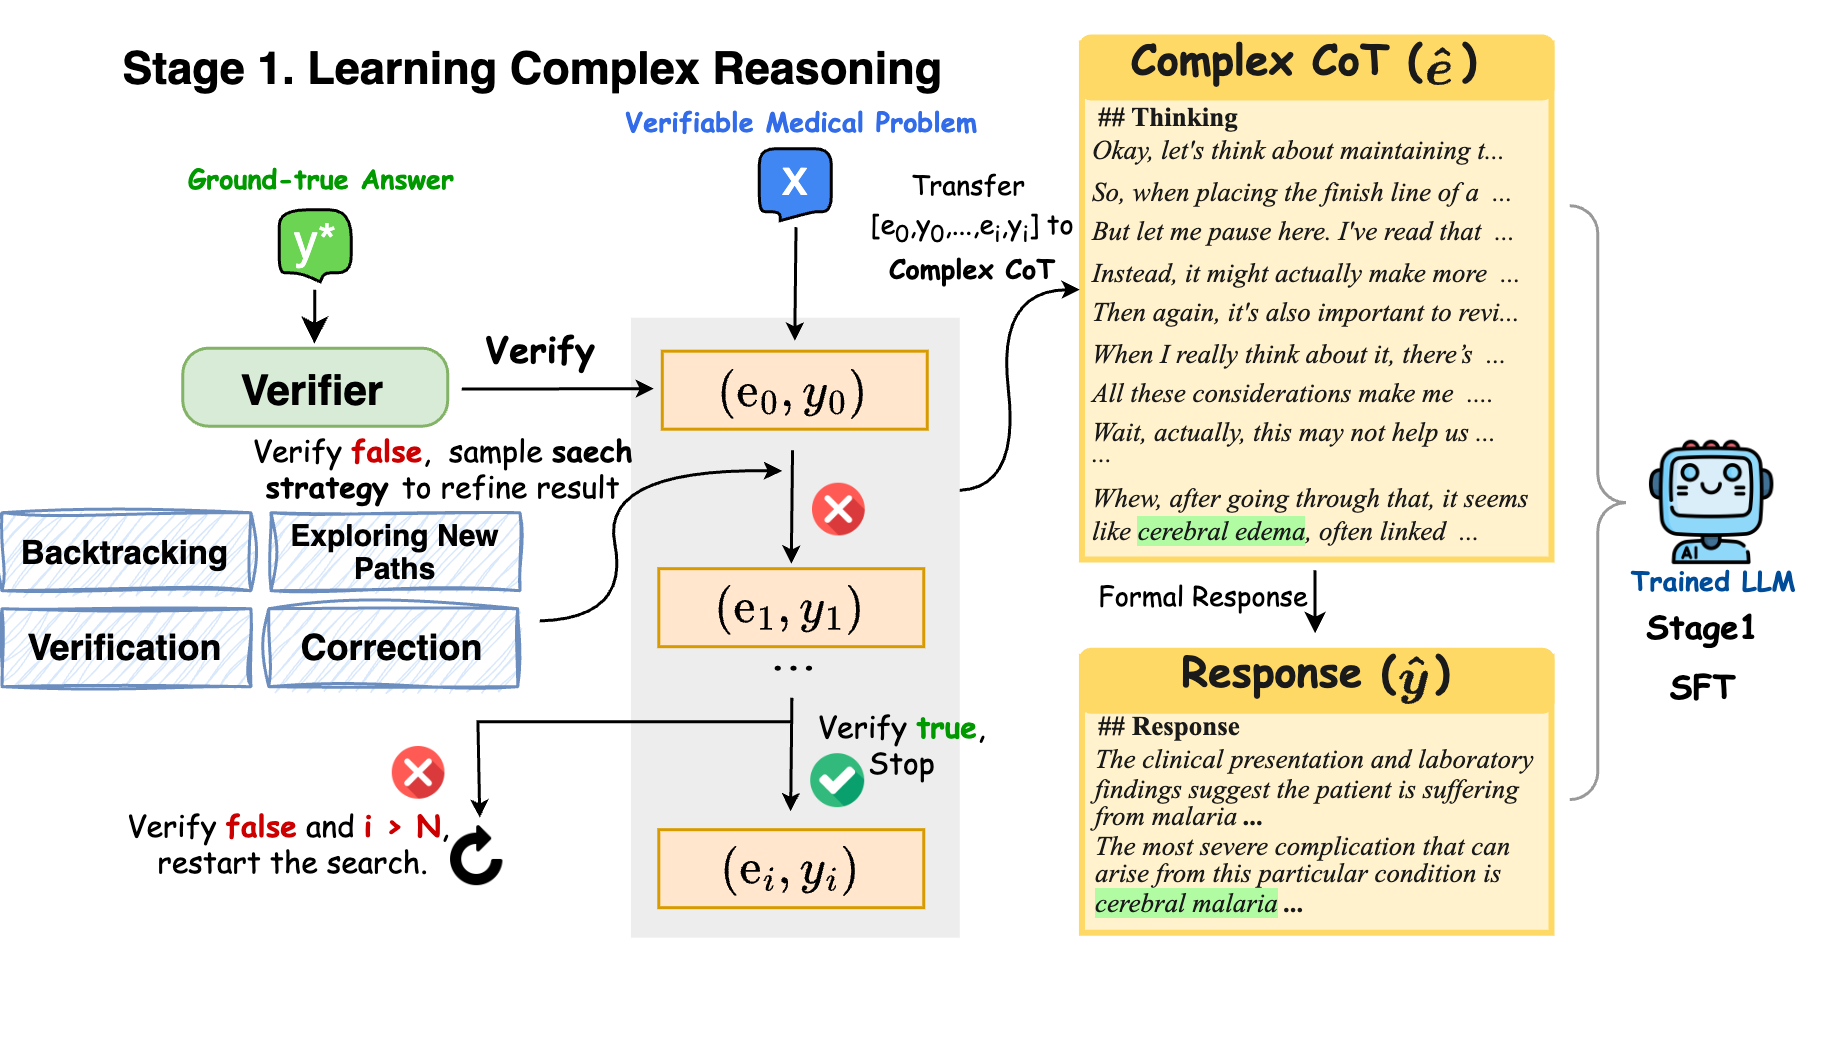 Stage 1. Learning Complex Reasoning
Verifiable Medical Problem
x
Ground-true Answer
y*
Verifier
Verify
(e0, y0)
Verify false, sample saech
strategy to refine result
Backtracking
Exploring New
Paths
Verification
Correction
(e1, y1)
...
Verify true,
Stop
Verify false and i > N,
restart the search.
(ei, yi)
Transfer
[e0,y0,...,ei,yi] to
Complex CoT
Complex CoT (ê)
## Thinking
Okay, let's think about maintaining t...
So, when placing the finish line of a ...
But let me pause here. I've read that ...
Instead, it might actually make more ...
Then again, it's also important to revi...
When I really think about it, there’s ...
All these considerations make me ....
Wait, actually, this may not help us ...
...
Whew, after going through that, it seems
like cerebral edema, often linked ...
Formal Response
Response (ŷ)
## Response
The clinical presentation and laboratory
findings suggest the patient is suffering
from malaria ...
The most severe complication that can
arise from this particular condition is
cerebral malaria ...
AI
Trained LLM
Stage1
SFT